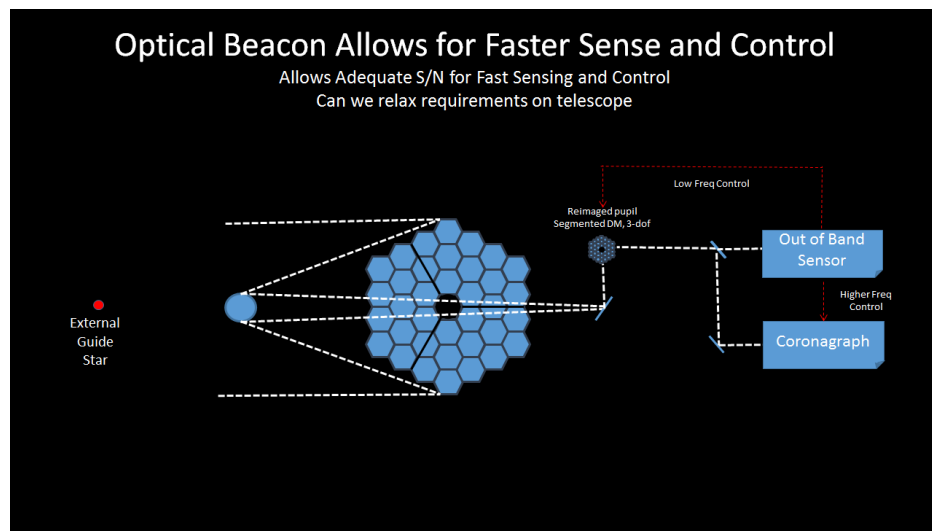 Optical Beacon Allows for Faster Sense and Control
Allows Adequate S/N for Fast Sensing and Control
Can we relax requirements on telescope
Low Freq Control
Reimaged pupil
Segmented DM, 3-dof
Out of Band
Sensor
External
Guide
Star
Higher Freq
Control
Coronagraph